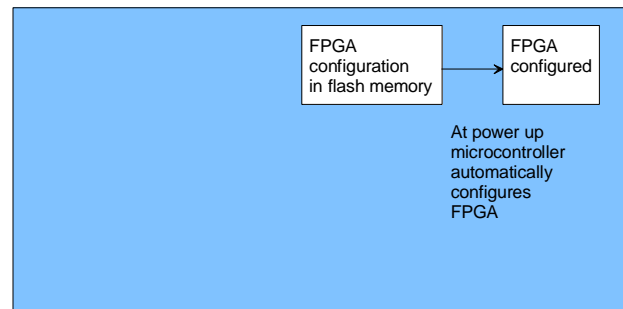 FPGA
configuration
in flash memory
FPGA
configured
At power up
microcontroller
automatically
configures
FPGA